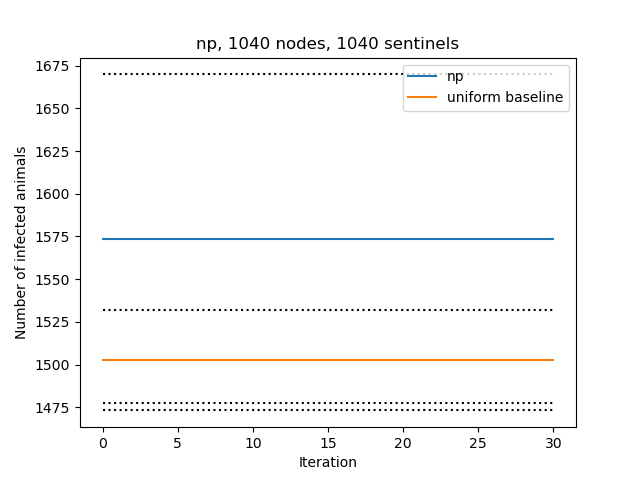 np, 1040 nodes, 1040 sentinels
Number of infected animals
1675
1650
1625
1600
1575
1550
1525
1500
1475
np
uniform baseline
0 5 10 15 20 25 30
Iteration